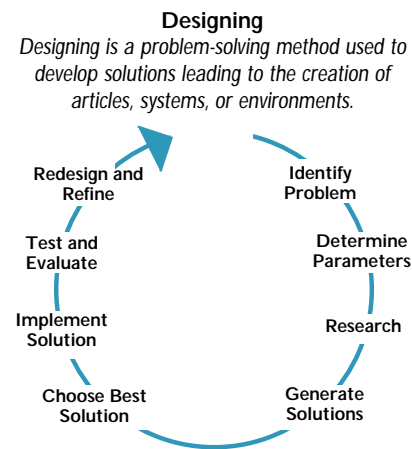 Designing
Designing is a problem-solving method used to
develop solutions leading to the creation of
articles, systems, or environments.
Identify
Problem
Determine
Parameters
Research
Generate
Solutions
Choose Best
Solution
Implement
Solution
Test and
Evaluate
Redesign and
Refine